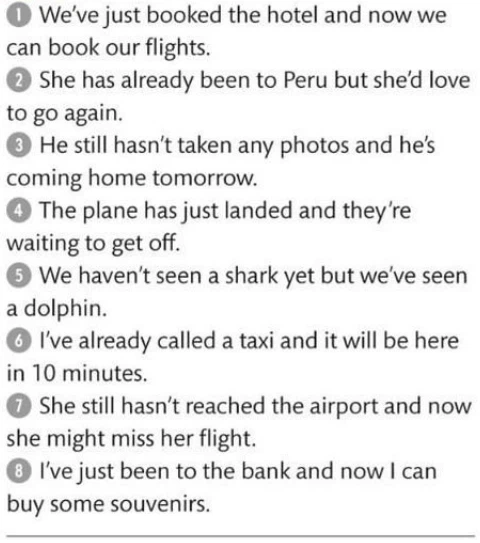 1 We've just booked the hotel and now we
can book our flights.
2 She has already been to Peru but she'd love
to go again.
3 He still hasn't taken any photos and he's
coming home tomorrow.
4 The plane has just landed and they're
waiting to get off.
5 We haven't seen a shark yet but we've seen
a dolphin.
6 I've already called a taxi and it will be here
in 10 minutes.
7 She still hasn't reached the airport and now
she might miss her flight.
8 I've just been to the bank and now I can
buy some souvenirs.